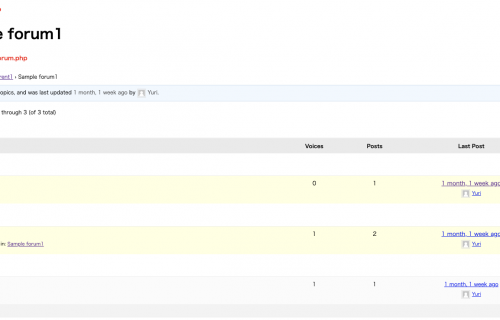 e forum1
orum.php
rent1 › Sample forum1
opics, and was last updated 1 month, 1 week ago by Yuri.
through 3 (of 3 total)
Voices Posts Last Post
0 1 1 month, 1 week ago
Yuri
1 2 1 month, 1 week ago
in: Sample forum1 Yuri
1 1 1 month, 1 week ago
Yuri